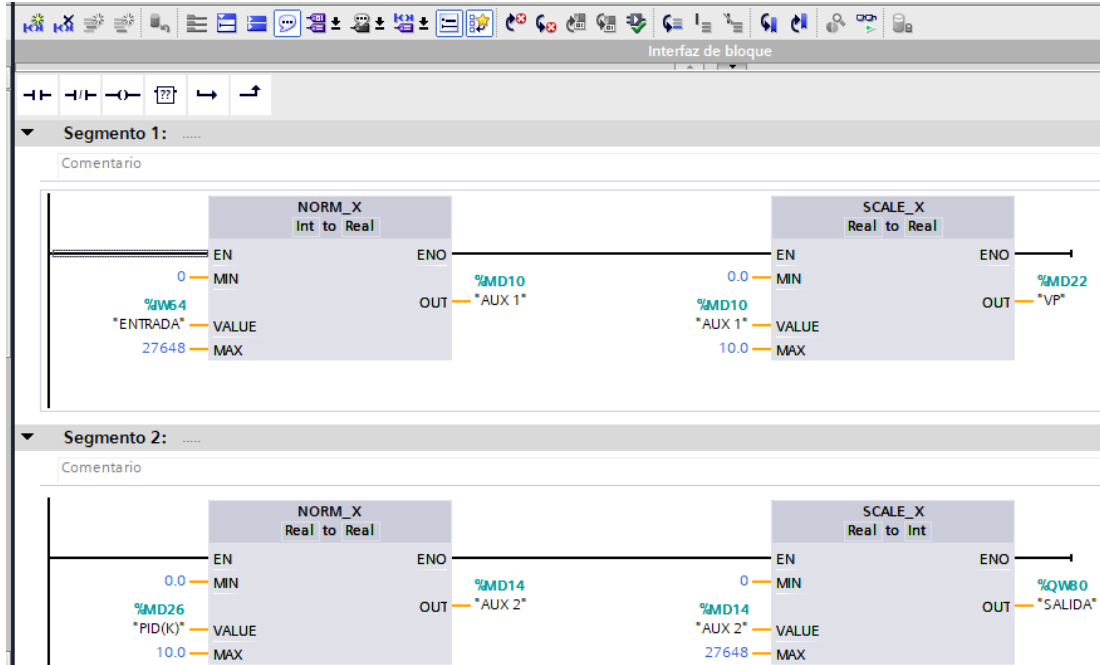 Interfaz de bloque
??
Segmento 1: .....
Comentario
NORM_X
Int to Real
EN ENO
0 MIN
%MD10
OUT "AUX 1"
%IW64
"ENTRADA" VALUE
27648 MAX
SCALE_X
Real to Real
EN ENO
0.0 MIN
%MD22
OUT "VP"
%MD10
"AUX 1" VALUE
10.0 MAX
Segmento 2: .....
Comentario
NORM_X
Real to Real
EN ENO
0.0 MIN
%MD14
OUT "AUX 2"
%MD26
"PID(K)" VALUE
10.0 MAX
SCALE_X
Real to Int
EN ENO
0 MIN
%QW80
OUT "SALIDA"
%MD14
"AUX 2" VALUE
27648 MAX